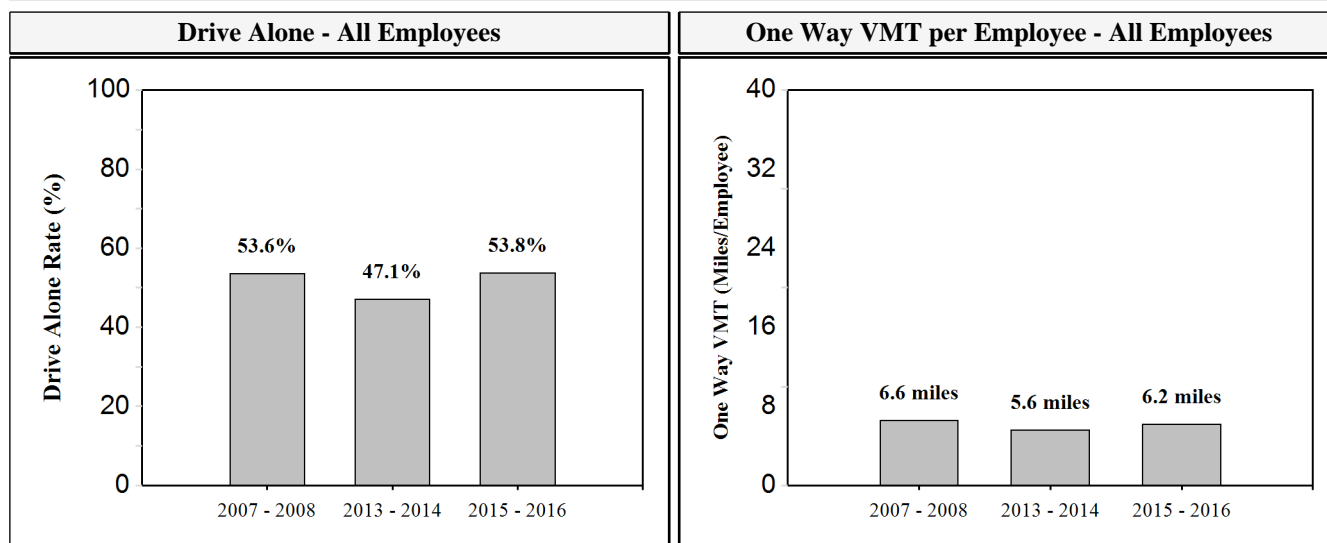 Drive Alone - All Employees
One Way VMT per Employee - All Employees
Drive Alone Rate (%)
100
80
60
40
20
0
53.6%
47.1%
53.8%
2007 - 2008
2013 - 2014
2015 - 2016
One Way VMT (Miles/Employee)
40
32
24
16
8
0
6.6 miles
5.6 miles
6.2 miles
2007 - 2008
2013 - 2014
2015 - 2016